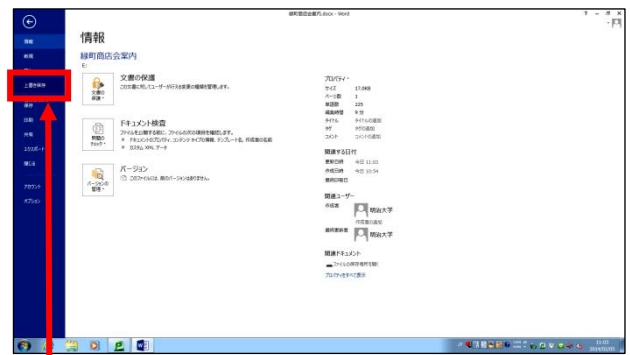 緑町商店会案内.docx - Word
情報
情報
新規
上書き保存
保存
印刷
共有
エクスポート
閉じる
アカウント
オプション
緑町商店会案内
E:
文書の保護
この文書に対してユーザーが行える変更の種類を管理します。
文書の
保護
ドキュメント検査
ファイルを公開する前に、ファイルの次の項目を確認します。
ドキュメントのプロパティ、コンテンツ タイプの情報、テンプレート名、作成者の名前
カスタム XML データ
問題の
チェック
バージョン
このファイルには、前のバージョンはありません。
バージョンの
管理
プロパティ
サイズ 17.0KB
ページ数 1
単語数 225
編集時間 9 分
タイトル タイトルの追加
タグ タグの追加
コメント コメントの追加
関連する日付
更新日時 今日 11:03
作成日時 今日 10:54
最終印刷日
関連ユーザー
作成者 明治大学
作成者の追加
最終更新者 明治大学
関連ドキュメント
ファイルの保存場所を開く
プロパティをすべて表示
11:03
2014/02/05